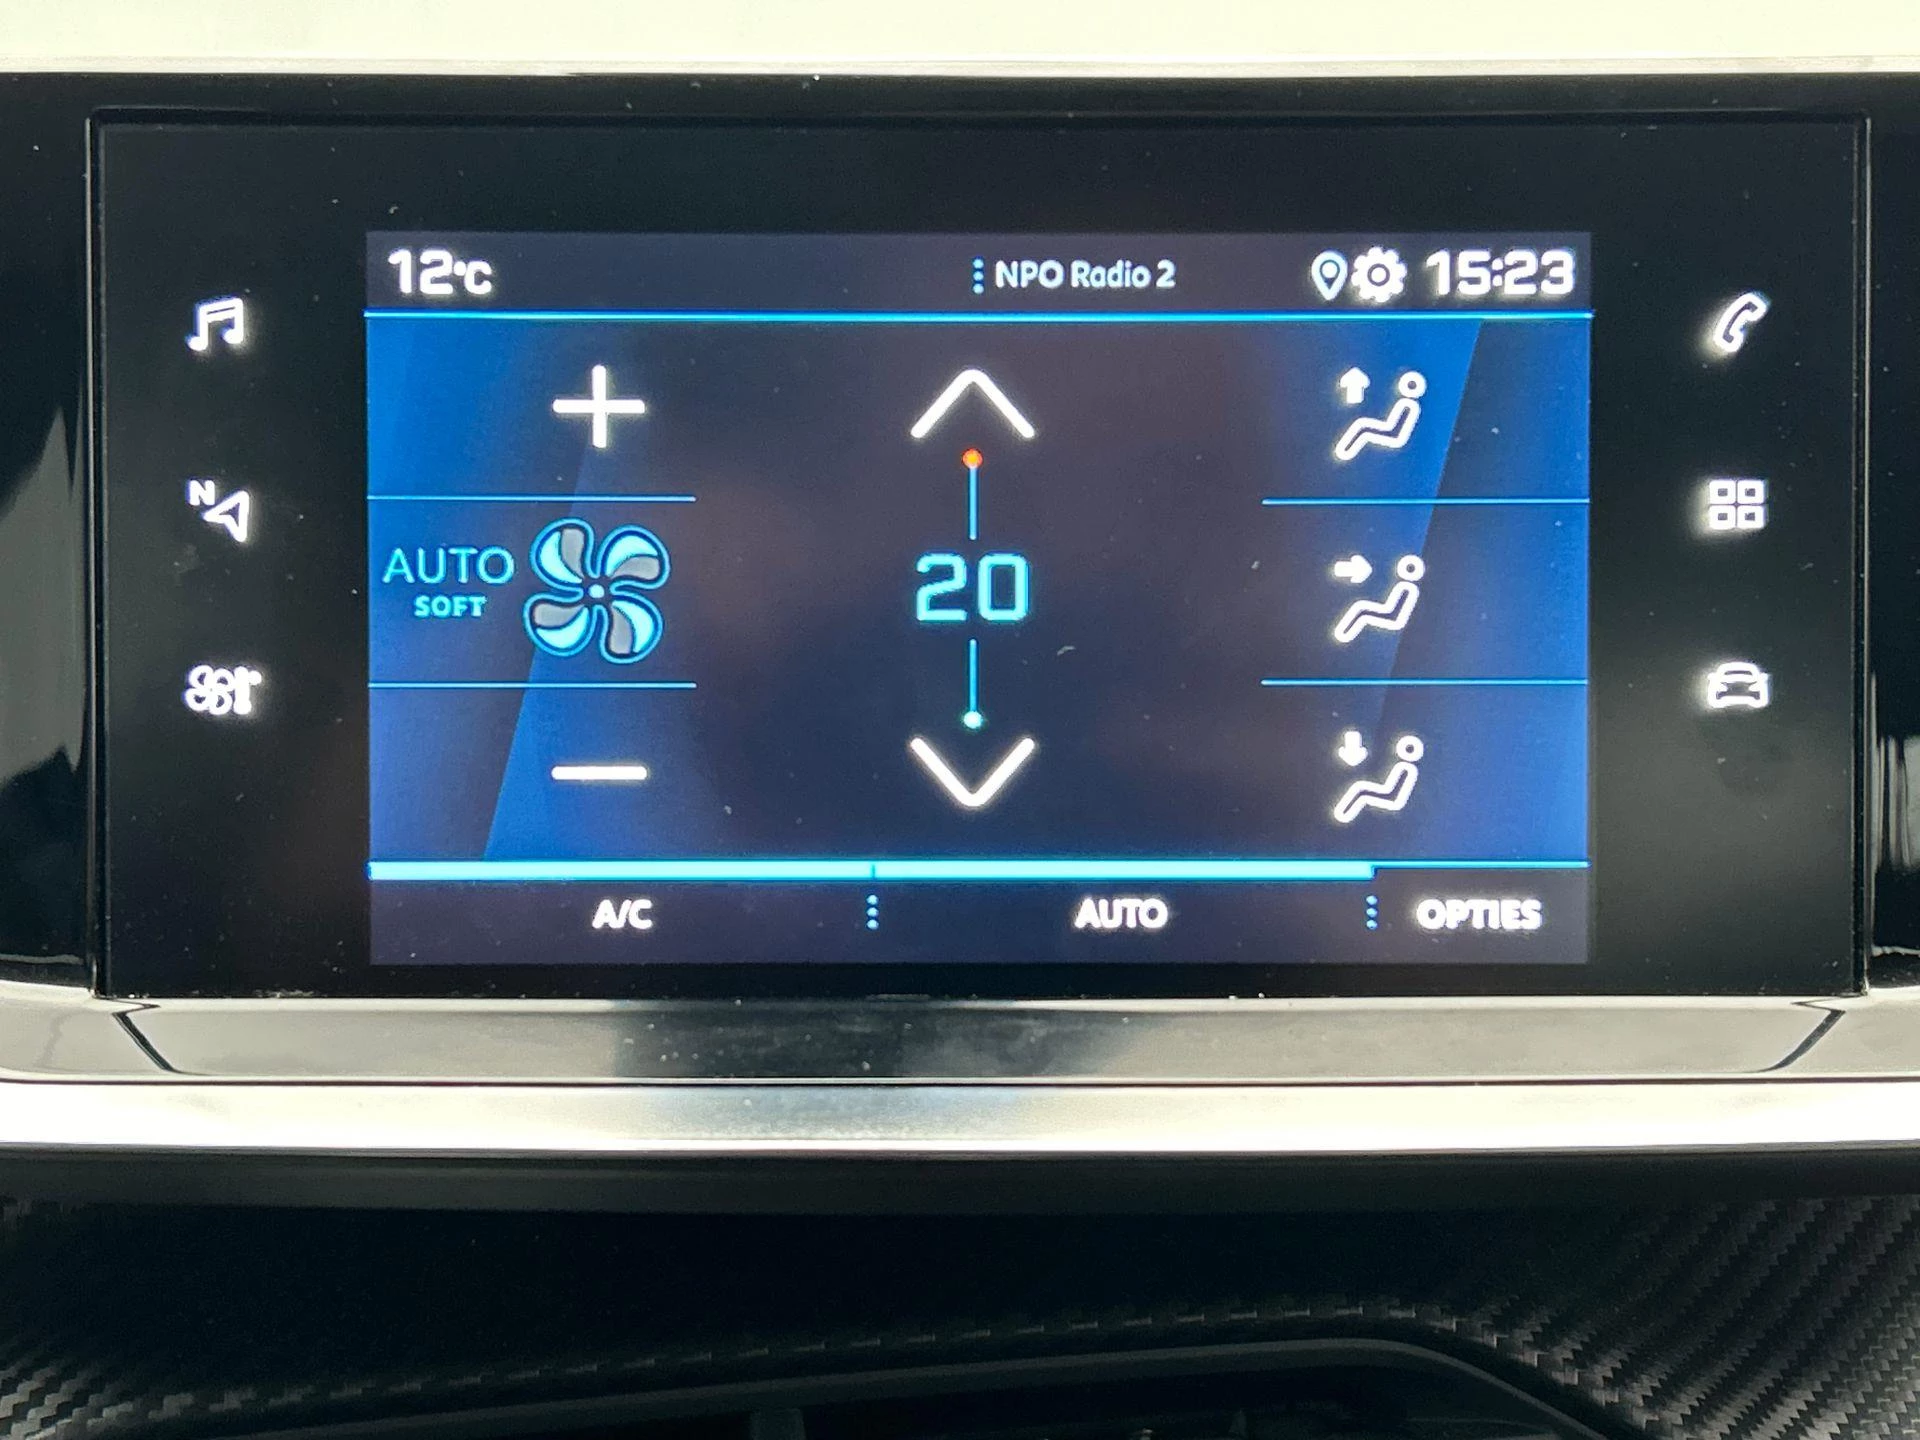 12°C
NPO Radio 2
15:23
N
AUTO
SOFT
20
A/C
AUTO
OPTIES